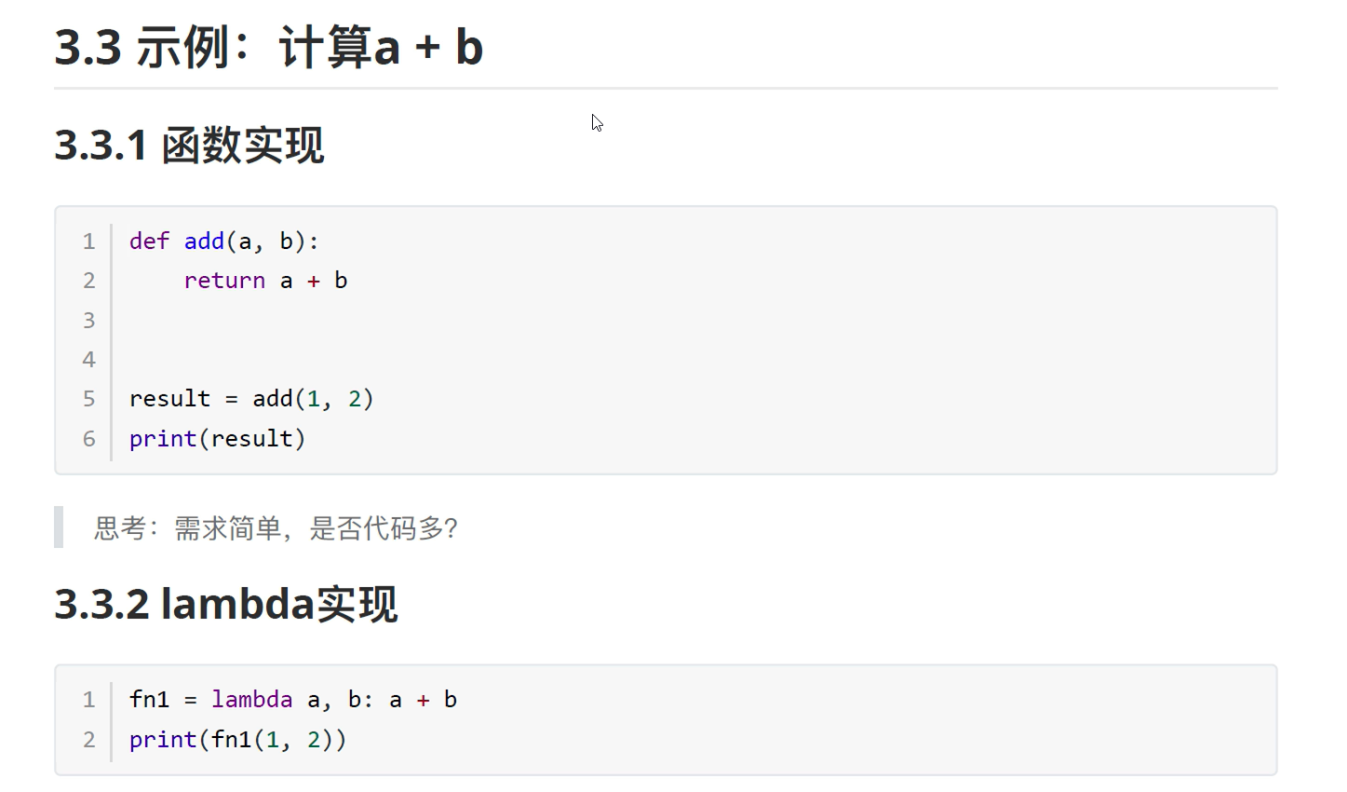 3.3 示例：计算a + b
3.3.1 函数实现
1 def add(a, b):
2     return a + b
3
4
5 result = add(1, 2)
6 print(result)
思考：需求简单，是否代码多?
3.3.2 lambda实现
1 fn1 = lambda a, b: a + b
2 print(fn1(1, 2))